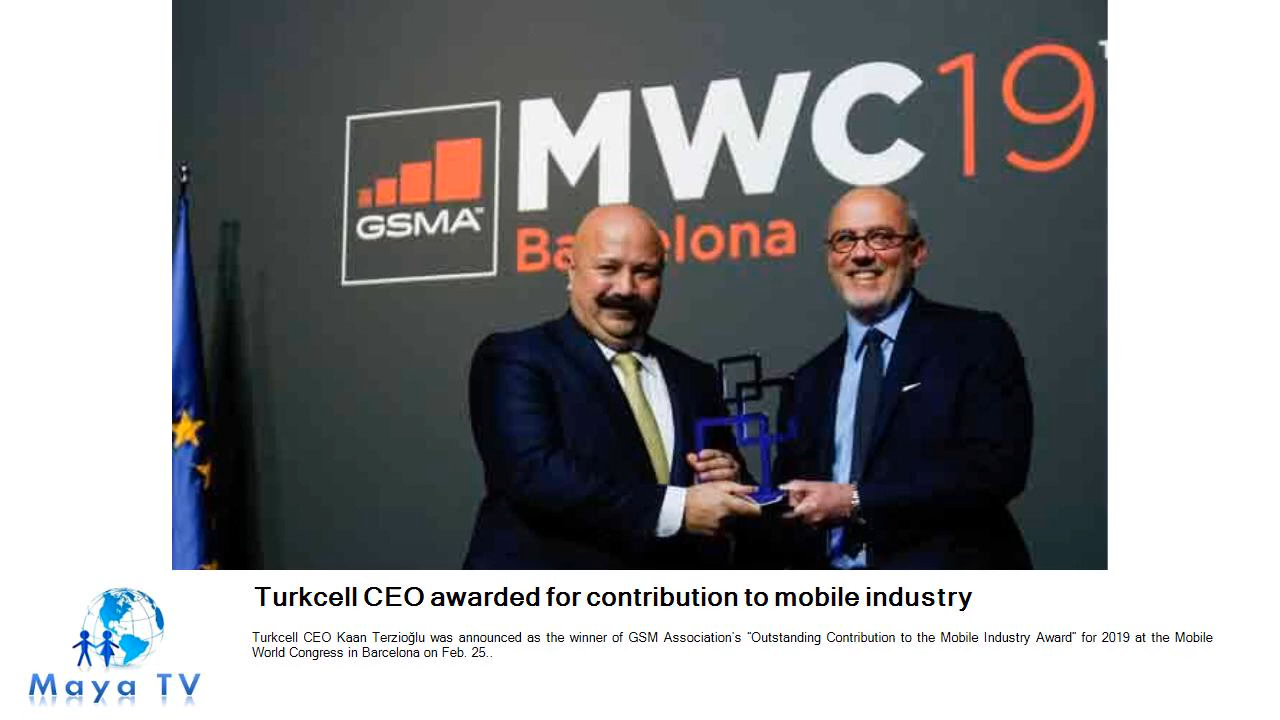 MWC19
GSMA™
Barcelona
Turkcell CEO awarded for contribution to mobile industry
Turkcell CEO Kaan Terzioğlu was announced as the winner of GSM Association's "Outstanding Contribution to the Mobile Industry Award" for 2019 at the Mobile
World Congress in Barcelona on Feb. 25..
Maya TV